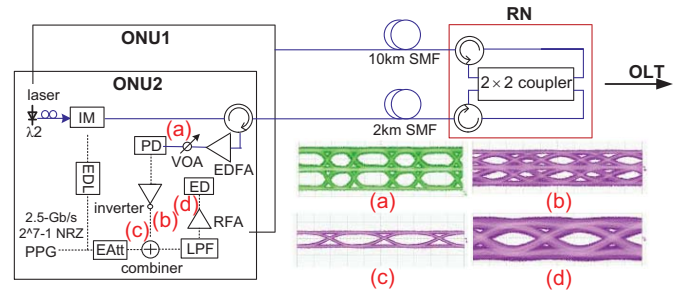 ONU1
RN
ONU2
10km SMF
laser
2 × 2 coupler
OLT
λ2
IM
(a)
2km SMF
PD
VOA
EDFA
EDL
ED
inverter
(d)
(b)
RFA
(c)
2.5-Gb/s
2^7-1 NRZ
PPG
EAtt
combiner
LPF
(a)
(b)
(c)
(d)